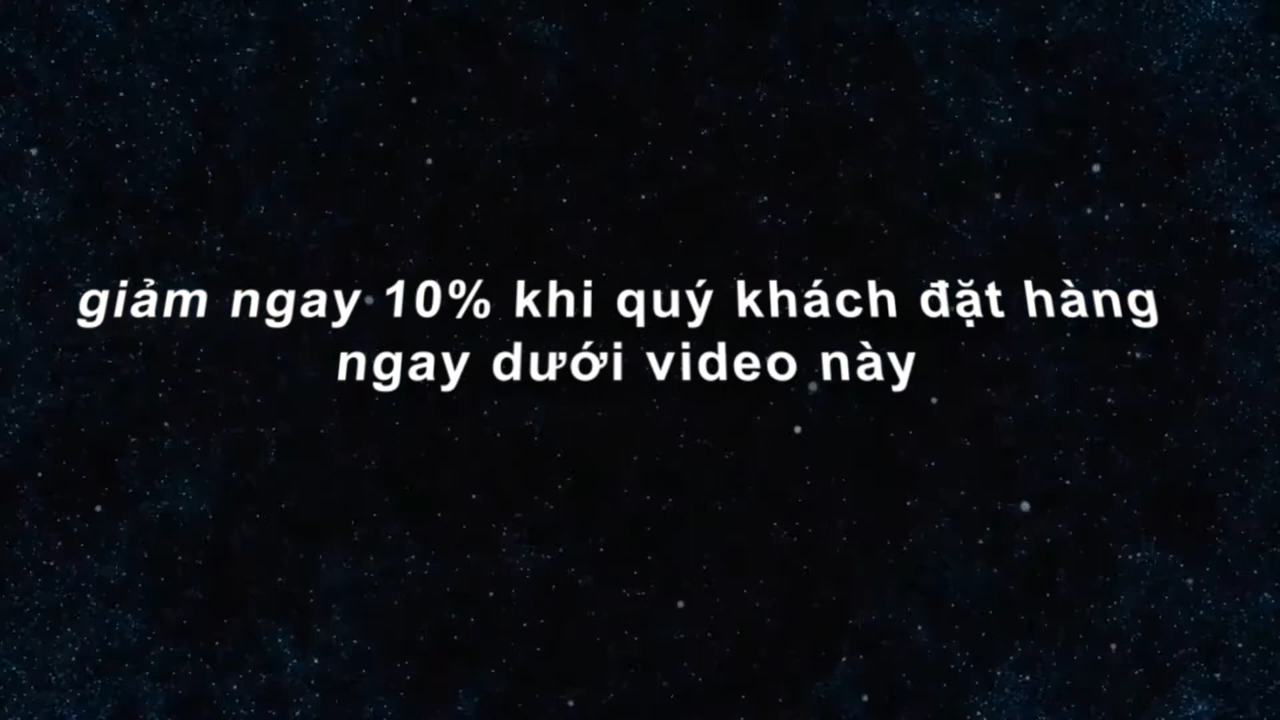 giảm ngay 10% khi quý khách đặt hàng
ngay dưới video này